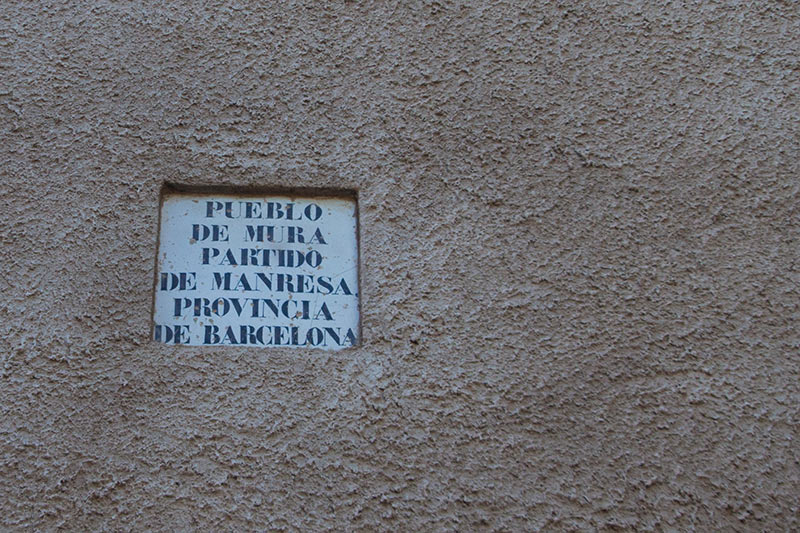 PUEBLO
DE MURA
PARTIDO
DE MANRESA.
PROVINCIA
DE BARCELONA